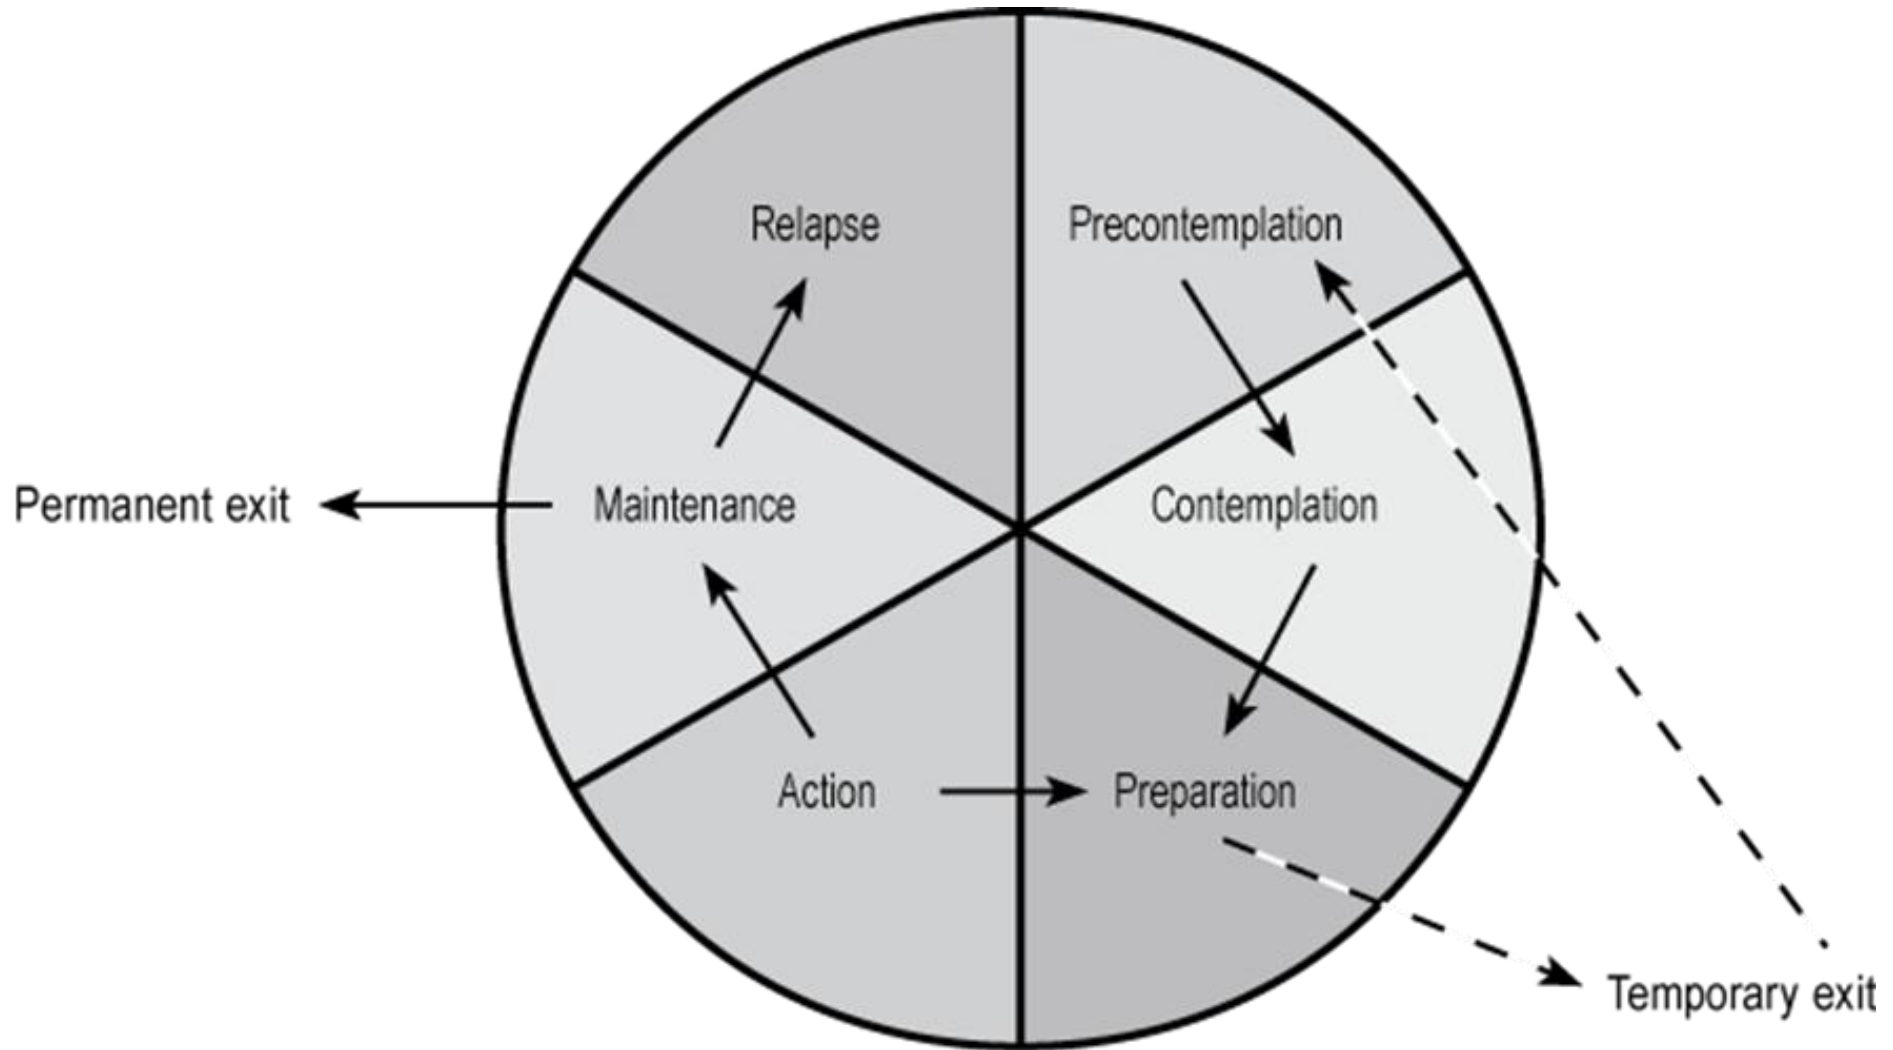 Relapse
Precontemplation
Permanent exit
Maintenance
Contemplation
Action
Preparation
Temporary exit